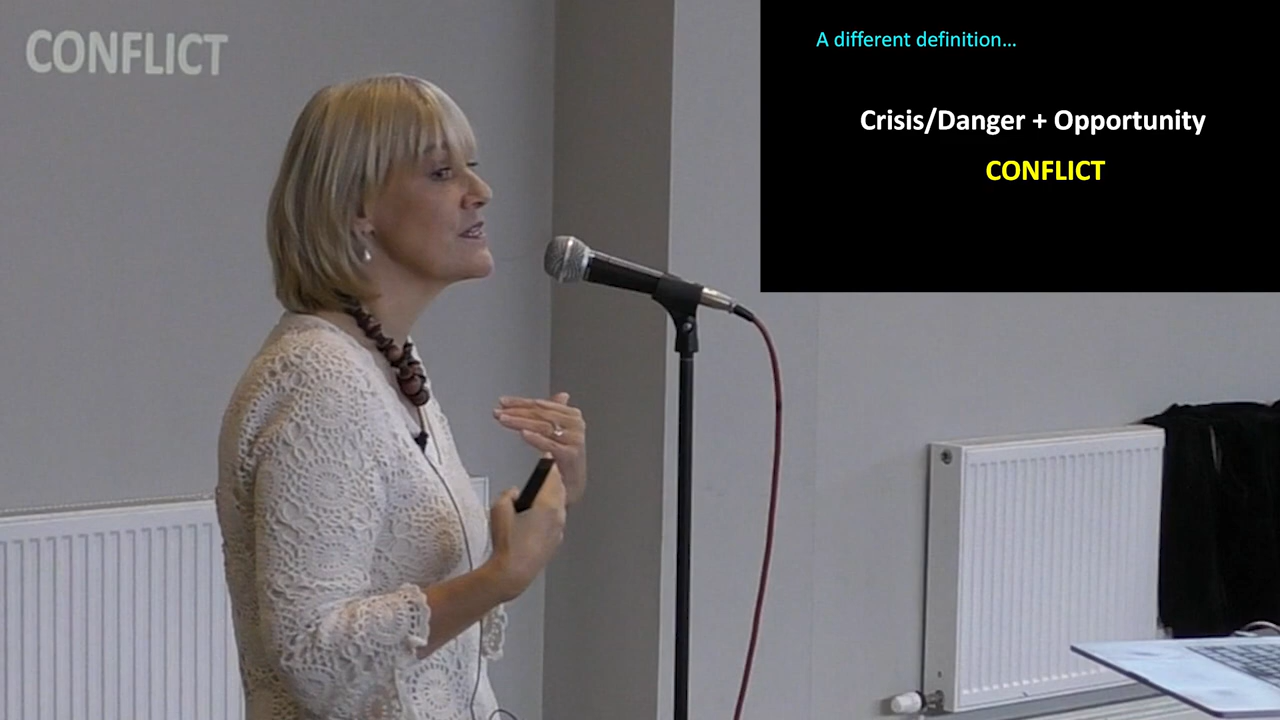 CONFLICT
A different definition...
Crisis/Danger + Opportunity
CONFLICT